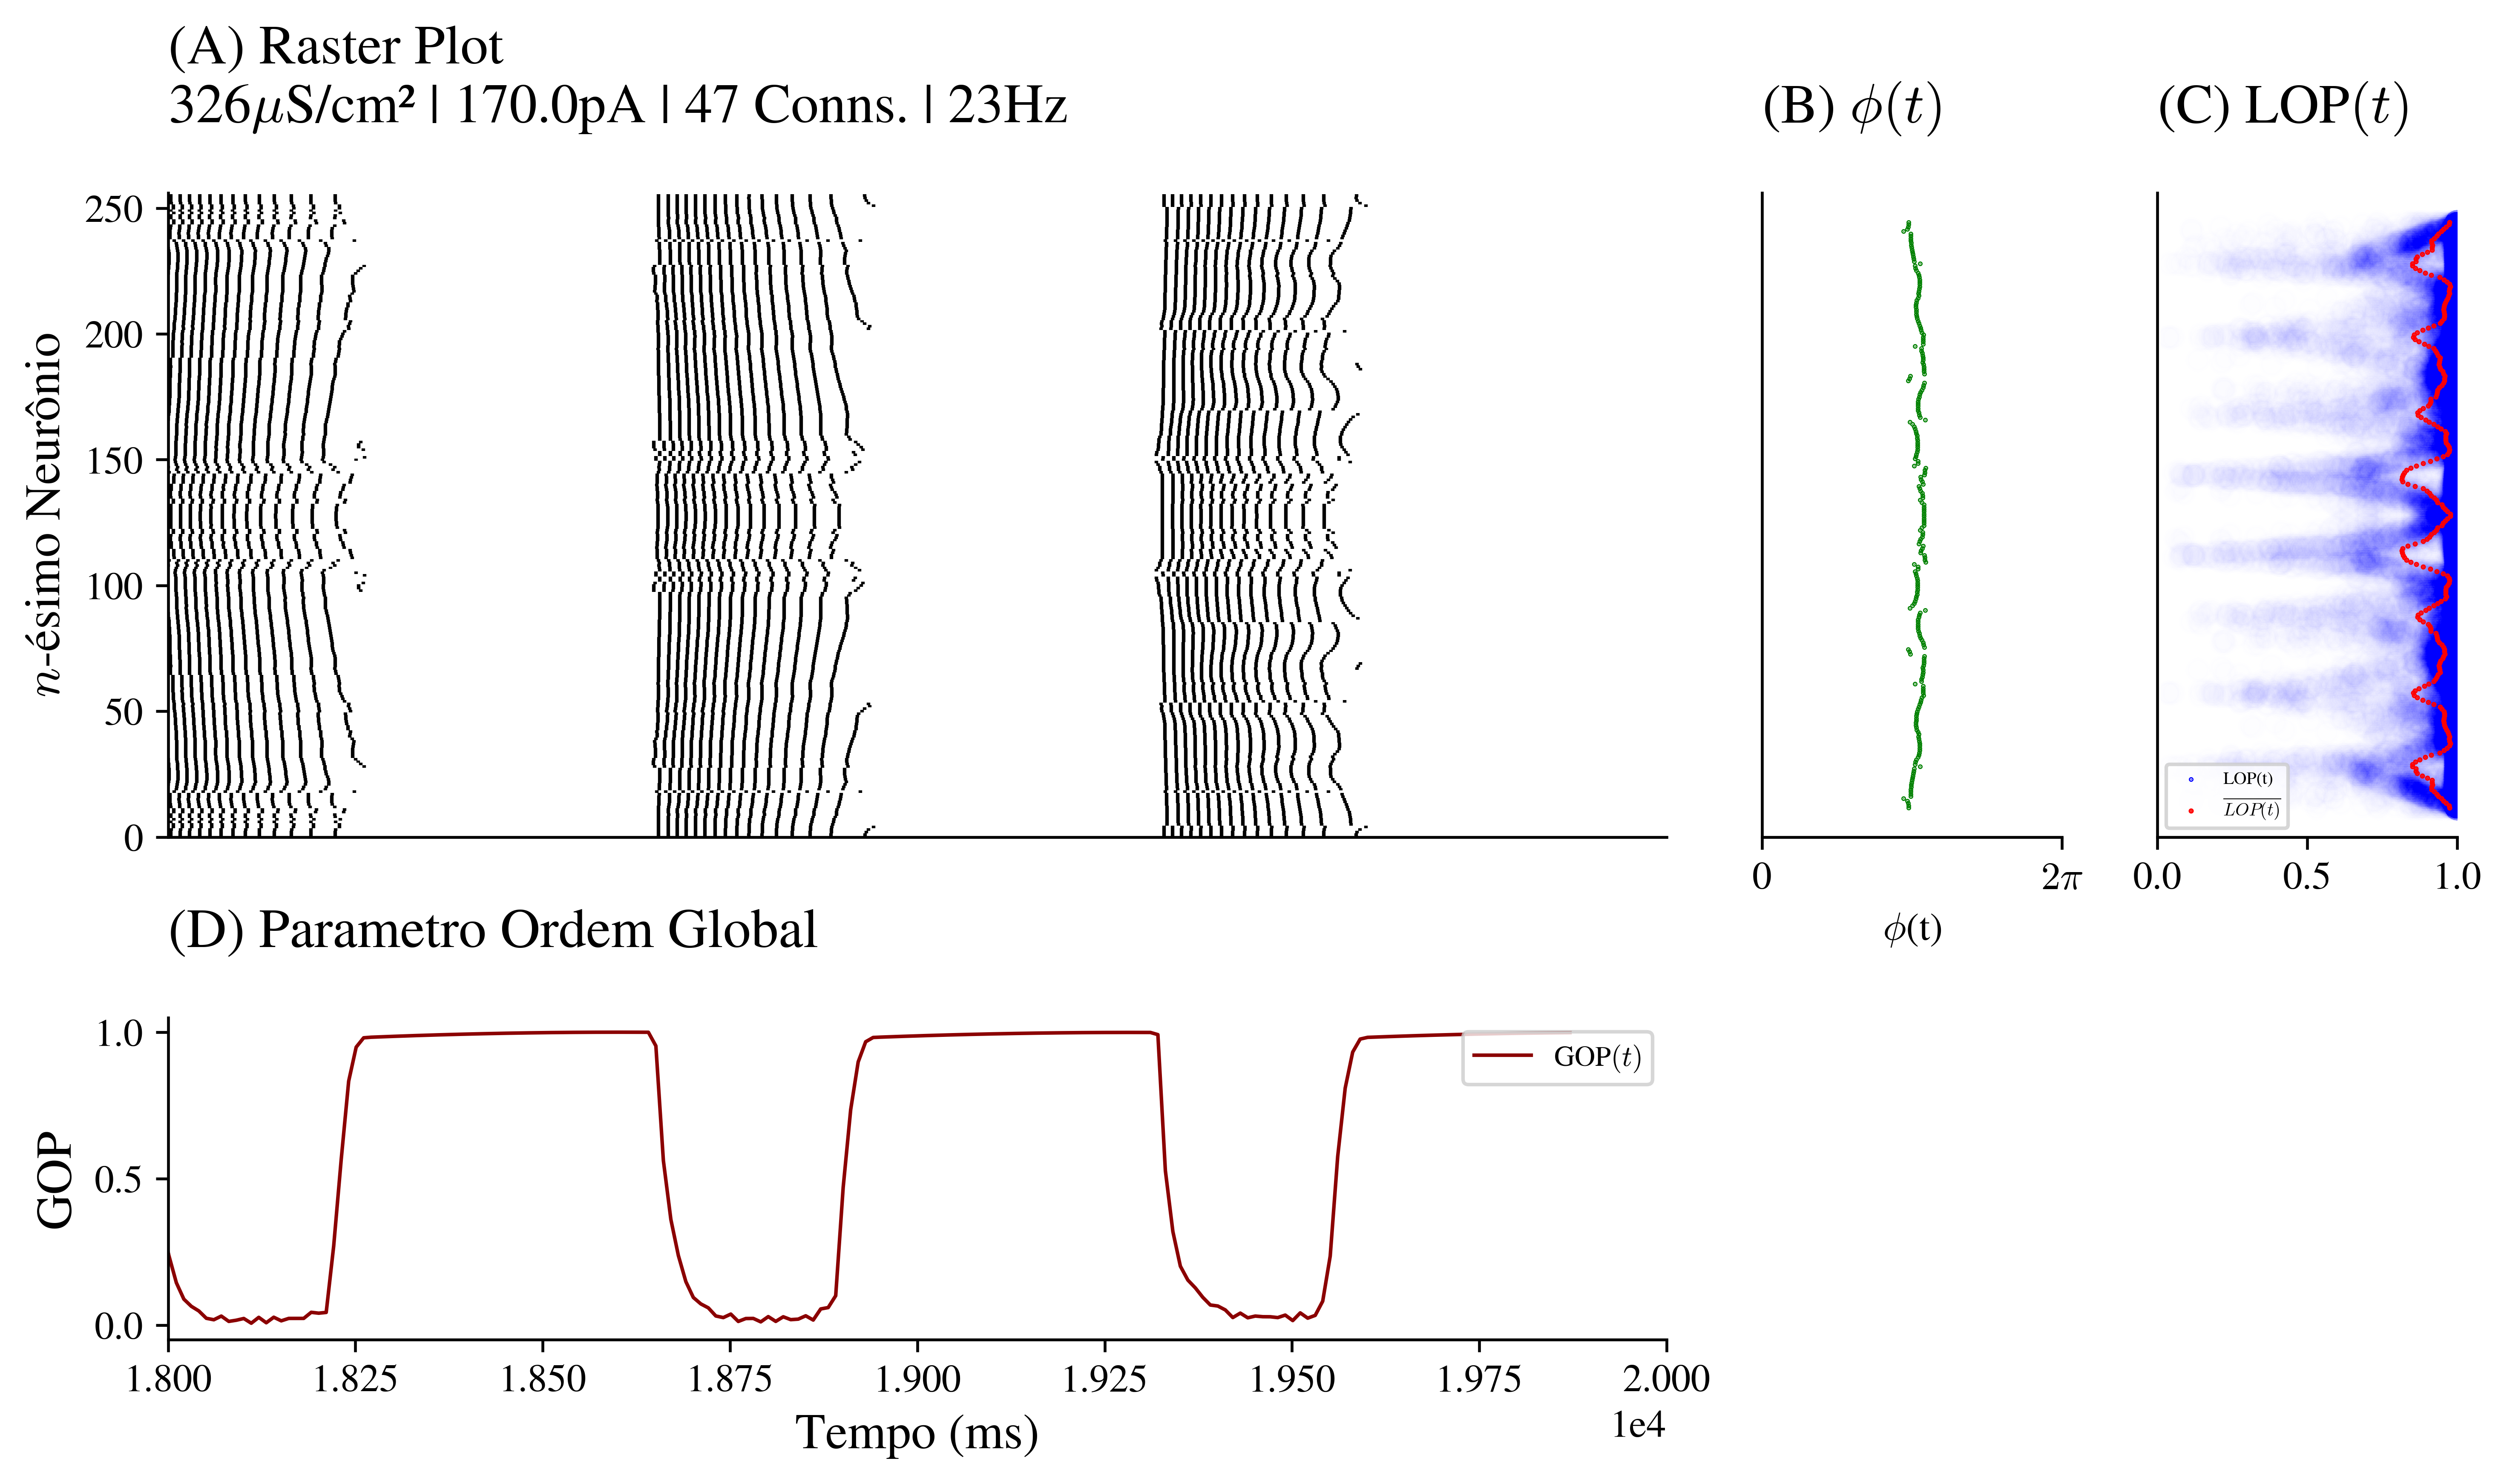 (A) Raster Plot
326μS/cm² | 170.0pA | 47 Conns. | 23Hz
(B) ϕ(t)
(C) LOP(t)
n-ésimo Neurônio
250
200
150
100
50
0
0
2π
ϕ(t)
LOP(t)
LOP(t)
0.0
0.5
1.0
(D) Parametro Ordem Global
GOP
1.0
0.5
0.0
GOP(t)
1.800
1.825
1.850
1.875
1.900
1.925
1.950
1.975
2.000
Tempo (ms)
1e4